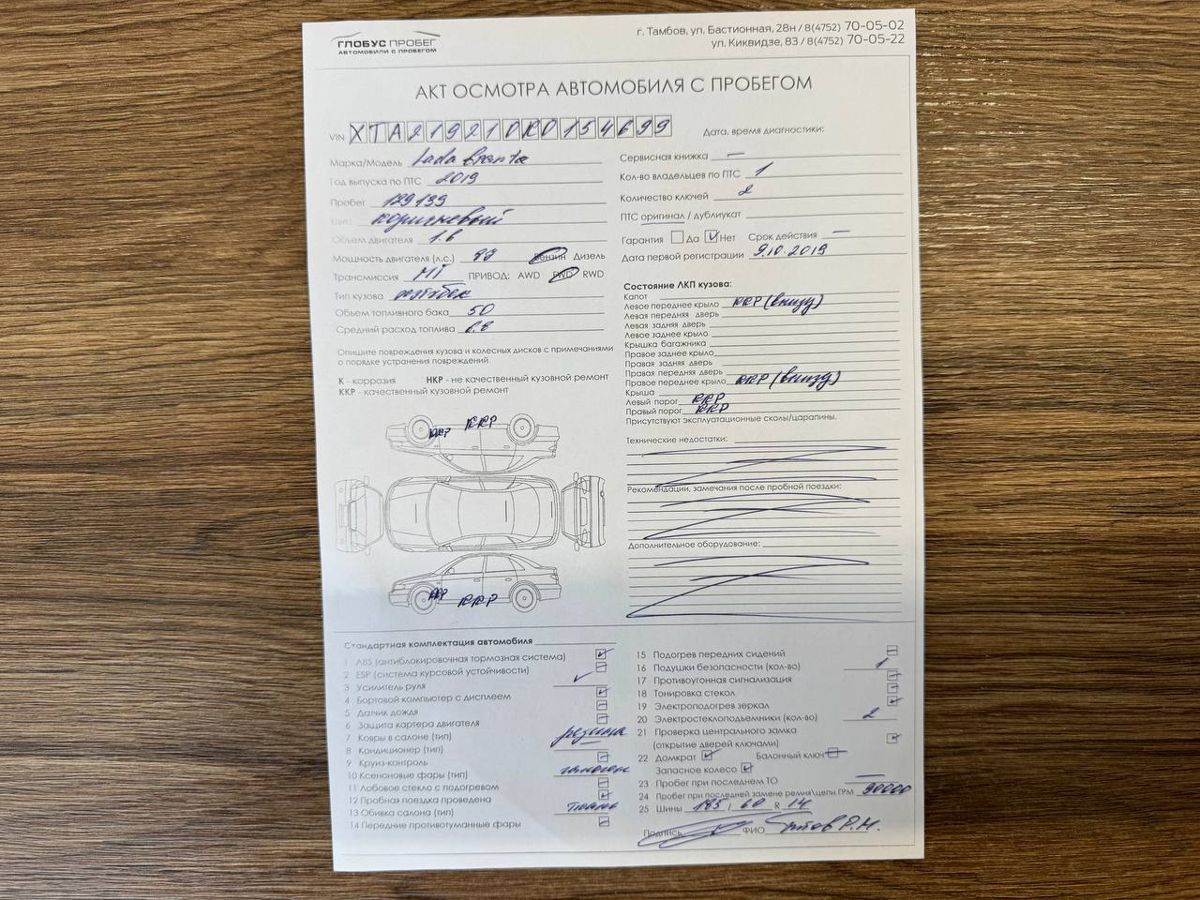 ГЛОБУС ПРОБЕГ
АВТОМОБИЛИ С ПРОБЕГОМ
г. Тамбов, ул. Бастионная, 28н / 8(4752) 70-05-02
ул. Киквидзе, 83 / 8(4752) 70-05-22
АКТ ОСМОТРА АВТОМОБИЛЯ С ПРОБЕГОМ
VIN XTA219210K0154699
Дата, время диагностики:
Марка/Модель Lada Granta
Год выпуска по ПТС 2019
Пробег 129139
Цвет коричневый
Объем двигателя 1.6
Мощность двигателя (л.с.) 87 Бензин Дизель
Трансмиссия МТ ПРИВОД: AWD FWD RWD
Тип кузова лифтбек
Объем топливного бака 50
Средний расход топлива 6.8
Сервисная книжка —
Кол-во владельцев по ПТС 1
Количество ключей 2
ПТС оригинал / дубликат
Гарантия Да Нет Срок действия —
Дата первой регистрации 9.10.2019
Опишите повреждения кузова и колесных дисков с примечаниями
о порядке устранения повреждений
К - коррозия НКР - не качественный кузовной ремонт
ККР - качественный кузовной ремонт
ККР ККР
ККР ККР
Состояние ЛКП кузова:
Капот
Левое переднее крыло ККР (внизу)
Левая передняя дверь
Левая задняя дверь
Левое заднее крыло
Крышка багажника
Правое заднее крыло
Правая задняя дверь
Правая передняя дверь
Правое переднее крыло ККР (внизу)
Крыша
Левый порог ККР
Правый порог ККР
Присутствуют эксплуатационные сколы/царапины.
Технические недостатки:
Рекомендации, замечания после пробной поездки:
Дополнительное оборудование:
Стандартная комплектация автомобиля
1 ABS (антиблокировочная тормозная система)
2 ESP (система курсовой устойчивости)
3 Усилитель руля
4 Бортовой компьютер с дисплеем
5 Датчик дождя
6 Защита картера двигателя
7 Ковры в салоне (тип) резина
8 Кондиционер (тип) —
9 Круиз-контроль
10 Ксеноновые фары (тип) галоген
11 Лобовое стекло с подогревом
12 Пробная поездка проведена
13 Обивка салона (тип) ткань
14 Передние противотуманные фары
15 Подогрев передних сидений
16 Подушки безопасности (кол-во) 1
17 Противоугонная сигнализация
18 Тонировка стекол
19 Электроподогрев зеркал
20 Электростеклоподъемники (кол-во) 2
21 Проверка центрального замка
(открытие дверей ключами)
22 Домкрат Балонный ключ
Запасное колесо
23 Пробег при последнем ТО —
24 Пробег при последней замене ремня/цепи ГРМ 90000
25 Шины 185 / 60 R 14
Подпись ФИО Р.Н.